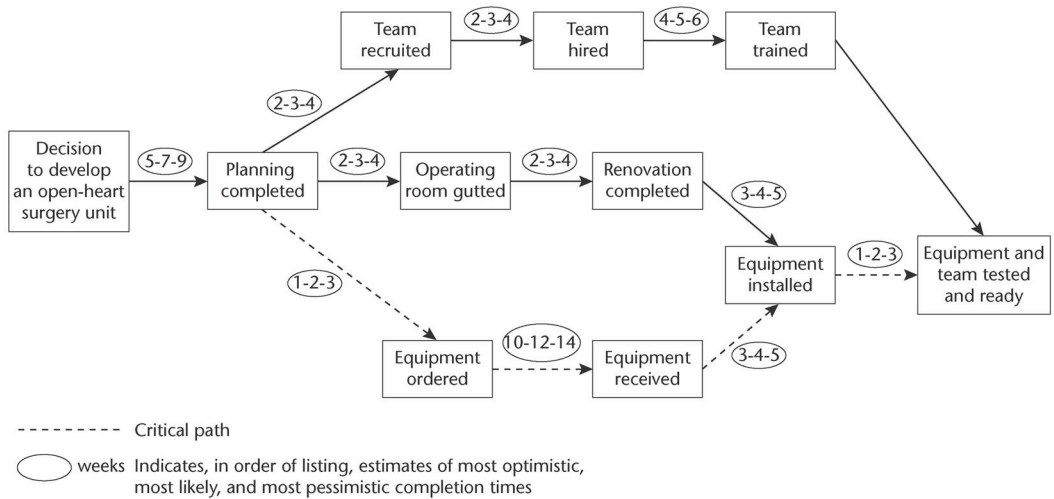 Team
recruited
2-3-4
Team
hired
4-5-6
Team
trained
2-3-4
Decision
to develop
an open-heart
surgery unit
5-7-9
Planning
completed
2-3-4
Operating
room gutted
2-3-4
Renovation
completed
3-4-5
1-2-3
Equipment
installed
1-2-3
Equipment and
team tested
and ready
Equipment
ordered
10-12-14
Equipment
received
3-4-5
Critical path
weeks Indicates, in order of listing, estimates of most optimistic,
most likely, and most pessimistic completion times